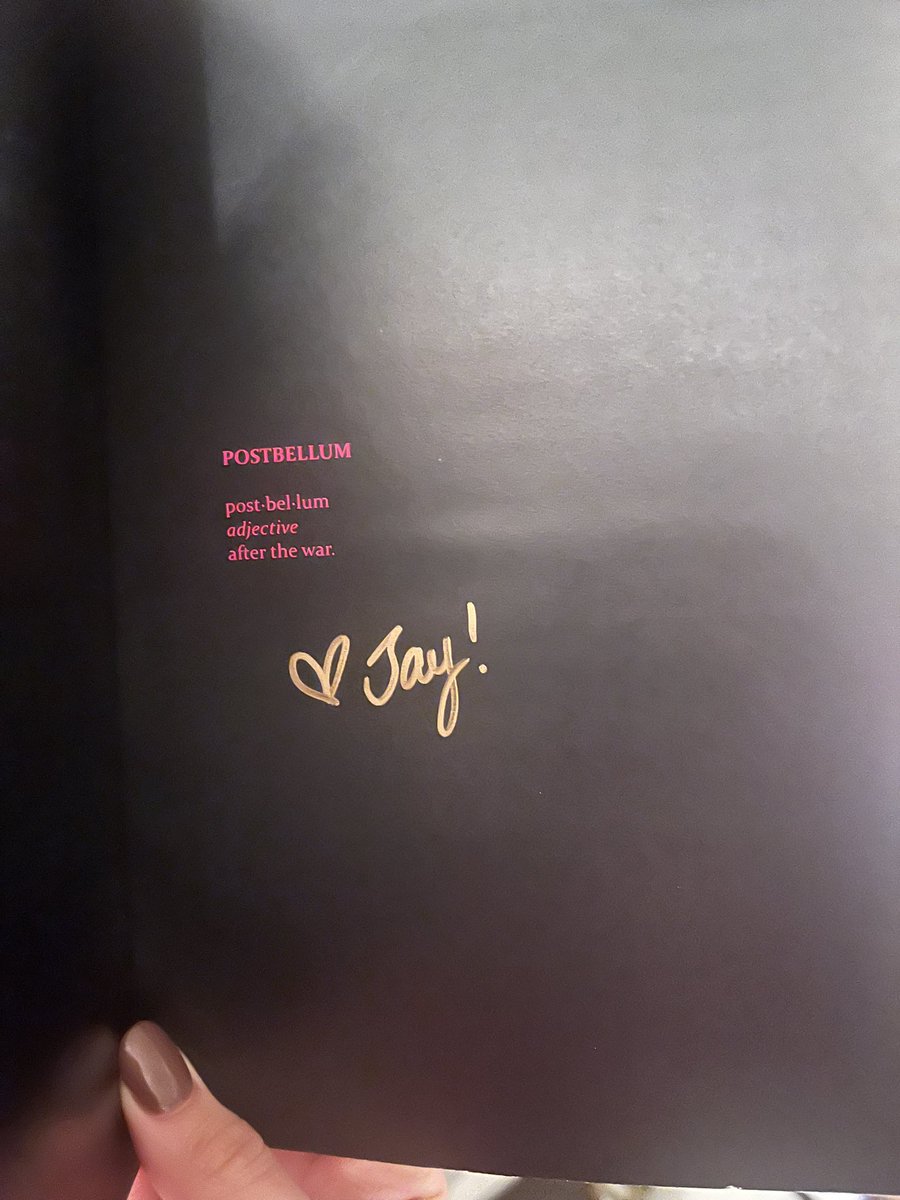 POSTBELLUM
post·bel·lum
adjective
after the war.
♡ Jay!